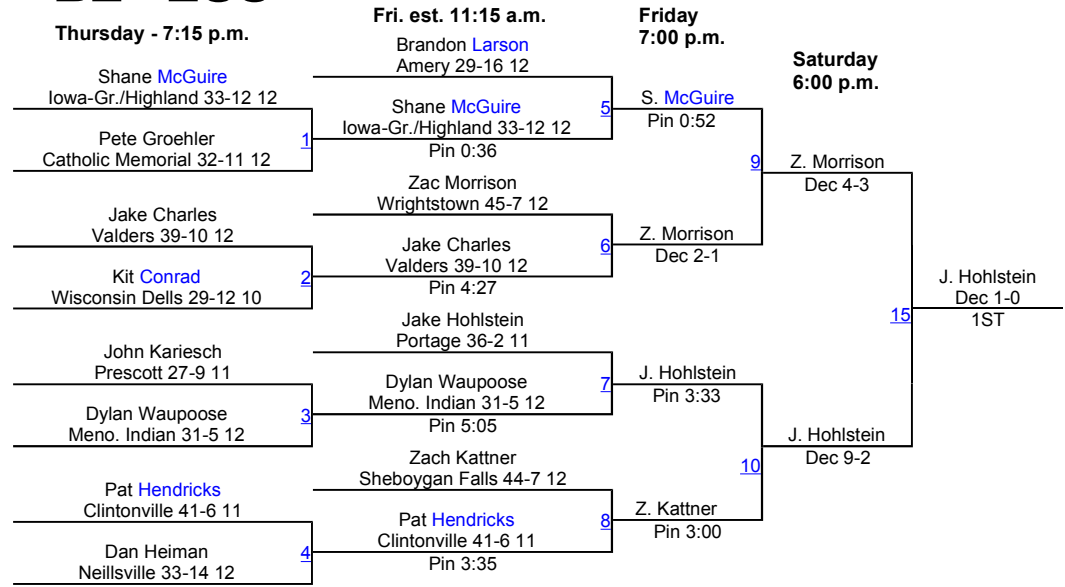 Thursday - 7:15 p.m.
Shane McGuire
Iowa-Gr./Highland 33-12 12
Pete Groehler
Catholic Memorial 32-11 12
1
Jake Charles
Valders 39-10 12
Kit Conrad
Wisconsin Dells 29-12 10
2
John Kariesch
Prescott 27-9 11
Dylan Waupoose
Meno. Indian 31-5 12
3
Pat Hendricks
Clintonville 41-6 11
Dan Heiman
Neillsville 33-14 12
4
Fri. est. 11:15 a.m.
Brandon Larson
Amery 29-16 12
Shane McGuire
Iowa-Gr./Highland 33-12 12
Pin 0:36
5
Zac Morrison
Wrightstown 45-7 12
Jake Charles
Valders 39-10 12
Pin 4:27
6
Jake Hohlstein
Portage 36-2 11
Dylan Waupoose
Meno. Indian 31-5 12
Pin 5:05
7
Zach Kattner
Sheboygan Falls 44-7 12
Pat Hendricks
Clintonville 41-6 11
Pin 3:35
8
Friday
7:00 p.m.
S. McGuire
Pin 0:52
Z. Morrison
Dec 2-1
9
J. Hohlstein
Pin 3:33
Z. Kattner
Pin 3:00
10
Saturday
6:00 p.m.
Z. Morrison
Dec 4-3
J. Hohlstein
Dec 9-2
15
J. Hohlstein
Dec 1-0
1ST